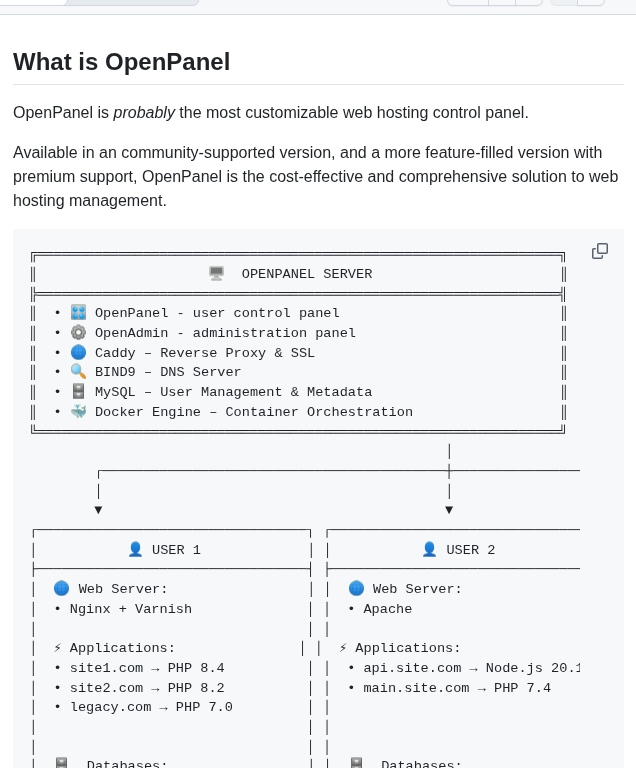 What is OpenPanel
OpenPanel is probably the most customizable web hosting control panel.
Available in an community-supported version, and a more feature-filled version with
premium support, OpenPanel is the cost-effective and comprehensive solution to web
hosting management.
🖥️ OPENPANEL SERVER
• 🎛️ OpenPanel - user control panel
• ⚙️ OpenAdmin - administration panel
• 🌐 Caddy – Reverse Proxy & SSL
• 🔍 BIND9 – DNS Server
• 🗄️ MySQL – User Management & Metadata
• 🐳 Docker Engine – Container Orchestration
👤 USER 1 👤 USER 2
🌐 Web Server: 🌐 Web Server:
• Nginx + Varnish • Apache
⚡ Applications: ⚡ Applications:
• site1.com → PHP 8.4 • api.site.com → Node.js 20.1
• site2.com → PHP 8.2 • main.site.com → PHP 7.4
• legacy.com → PHP 7.0
🗄️ Databases: 🗄️ Databases: